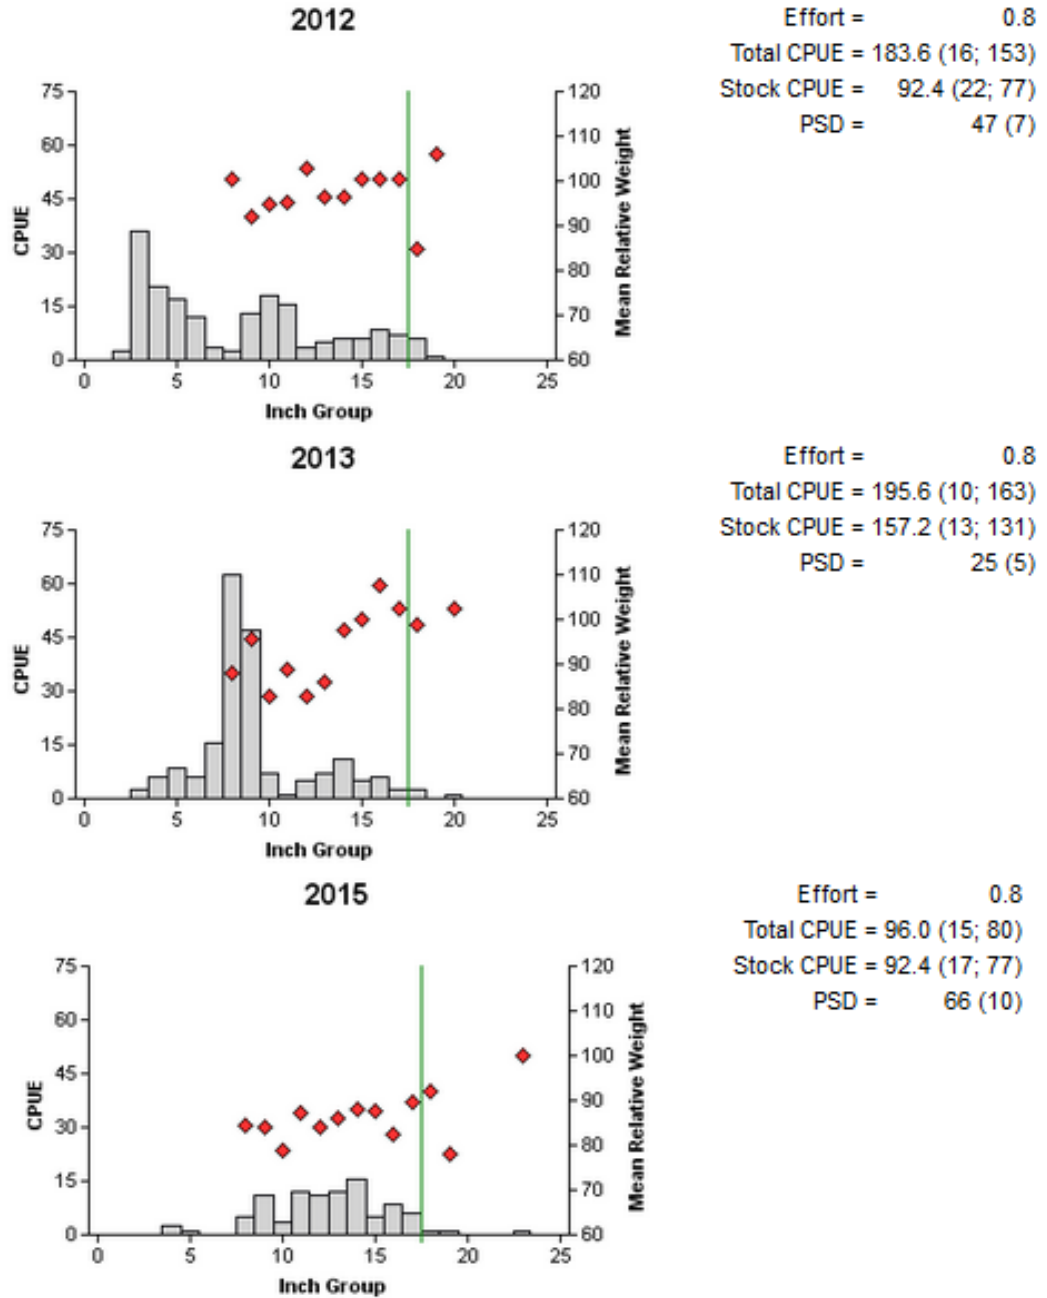 2012
Effort = 0.8
Total CPUE = 183.6 (16; 153)
Stock CPUE = 92.4 (22; 77)
PSD = 47 (7)
75 120
60 110
45 100
30 90
15 80
0 70
60
CPUE
Mean Relative Weight
0 5 10 15 20 25
Inch Group
2013
Effort = 0.8
Total CPUE = 195.6 (10; 163)
Stock CPUE = 157.2 (13; 131)
PSD = 25 (5)
75 120
60 110
45 100
30 90
15 80
0 70
60
CPUE
Mean Relative Weight
0 5 10 15 20 25
Inch Group
2015
Effort = 0.8
Total CPUE = 96.0 (15; 80)
Stock CPUE = 92.4 (17; 77)
PSD = 66 (10)
75 120
60 110
45 100
30 90
15 80
0 70
60
CPUE
Mean Relative Weight
0 5 10 15 20 25
Inch Group